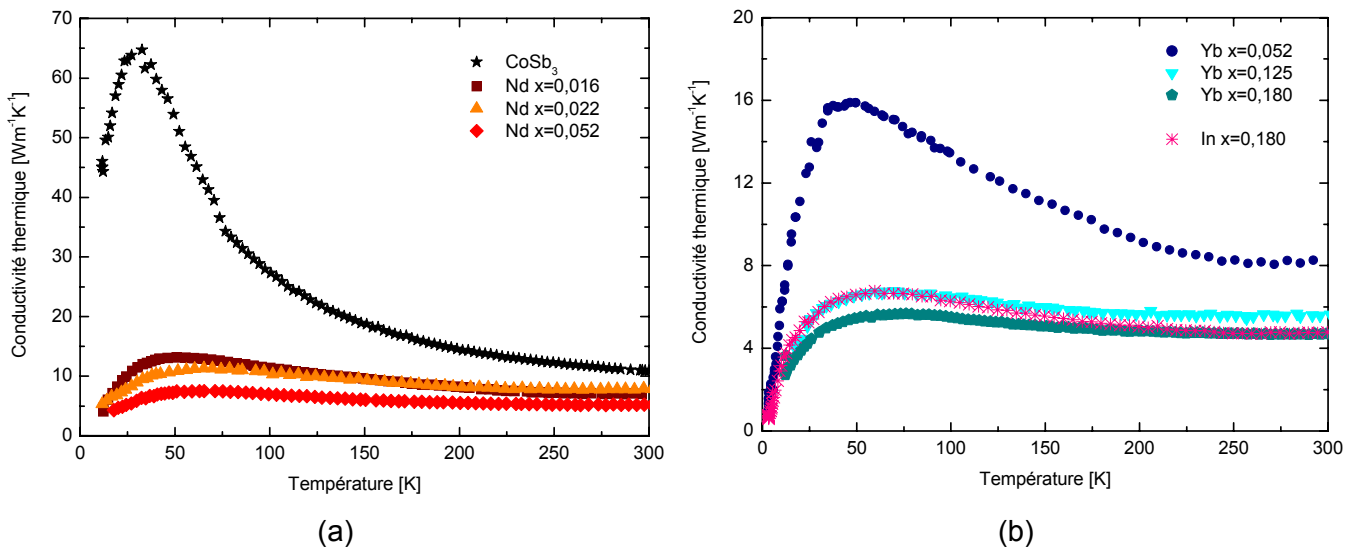 70
60
50
40
30
20
10
0
0 50 100 150 200 250 300
Conductivité thermique [Wm⁻¹K⁻¹]
Température [K]
CoSb₃
Nd x=0,016
Nd x=0,022
Nd x=0,052
(a)
20
16
12
8
4
0
0 50 100 150 200 250 300
Conductivité thermique [Wm⁻¹K⁻¹]
Température [K]
Yb x=0,052
Yb x=0,125
Yb x=0,180
In x=0,180
(b)